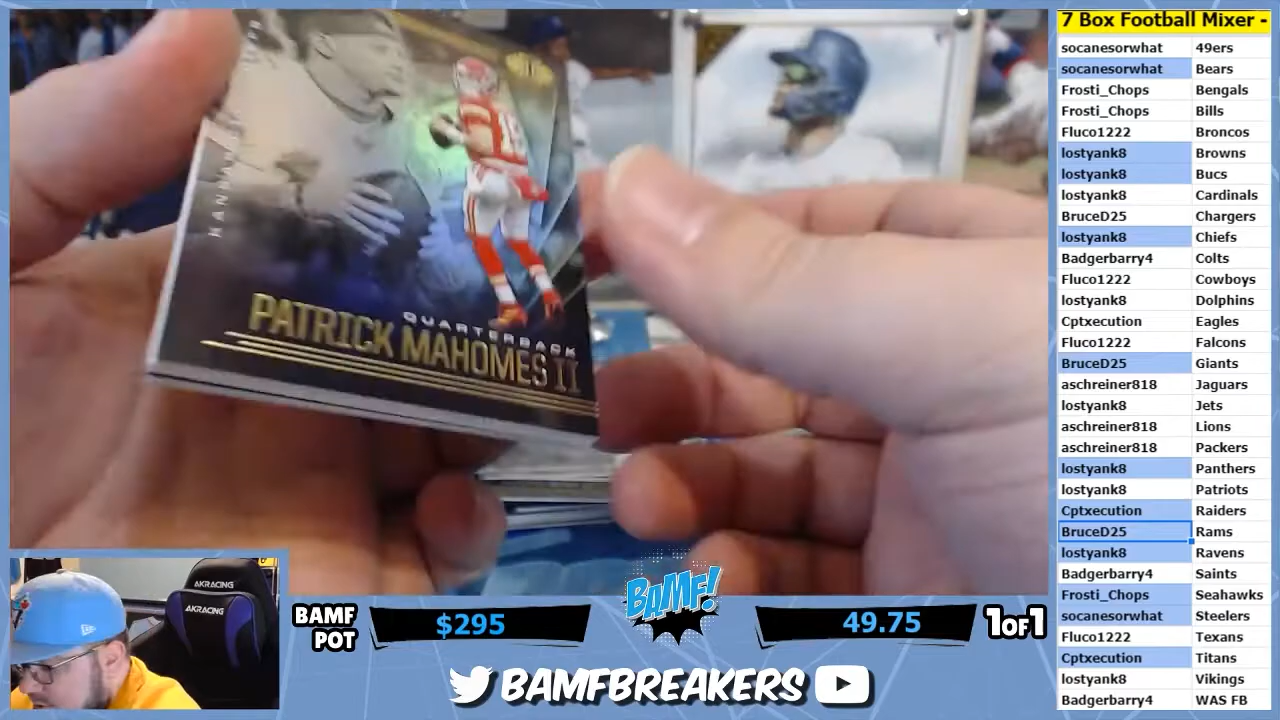 7 Box Football Mixer -
socanesorwhat 49ers
socanesorwhat Bears
Frosti_Chops Bengals
Frosti_Chops Bills
Fluco1222 Broncos
lostyank8 Browns
lostyank8 Bucs
lostyank8 Cardinals
BruceD25 Chargers
lostyank8 Chiefs
Badgerbarry4 Colts
Fluco1222 Cowboys
lostyank8 Dolphins
Cptxecution Eagles
Fluco1222 Falcons
BruceD25 Giants
aschreiner818 Jaguars
lostyank8 Jets
aschreiner818 Lions
aschreiner818 Packers
lostyank8 Panthers
lostyank8 Patriots
Cptxecution Raiders
BruceD25 Rams
lostyank8 Ravens
Badgerbarry4 Saints
Frosti_Chops Seahawks
socanesorwhat Steelers
Fluco1222 Texans
Cptxecution Titans
lostyank8 Vikings
Badgerbarry4 WAS FB
QUARTERBACK
PATRICK MAHOMES II
AKRACING
AKRACING
BAMF POT
$295
BAMF!
49.75
1OF1
BAMFBREAKERS